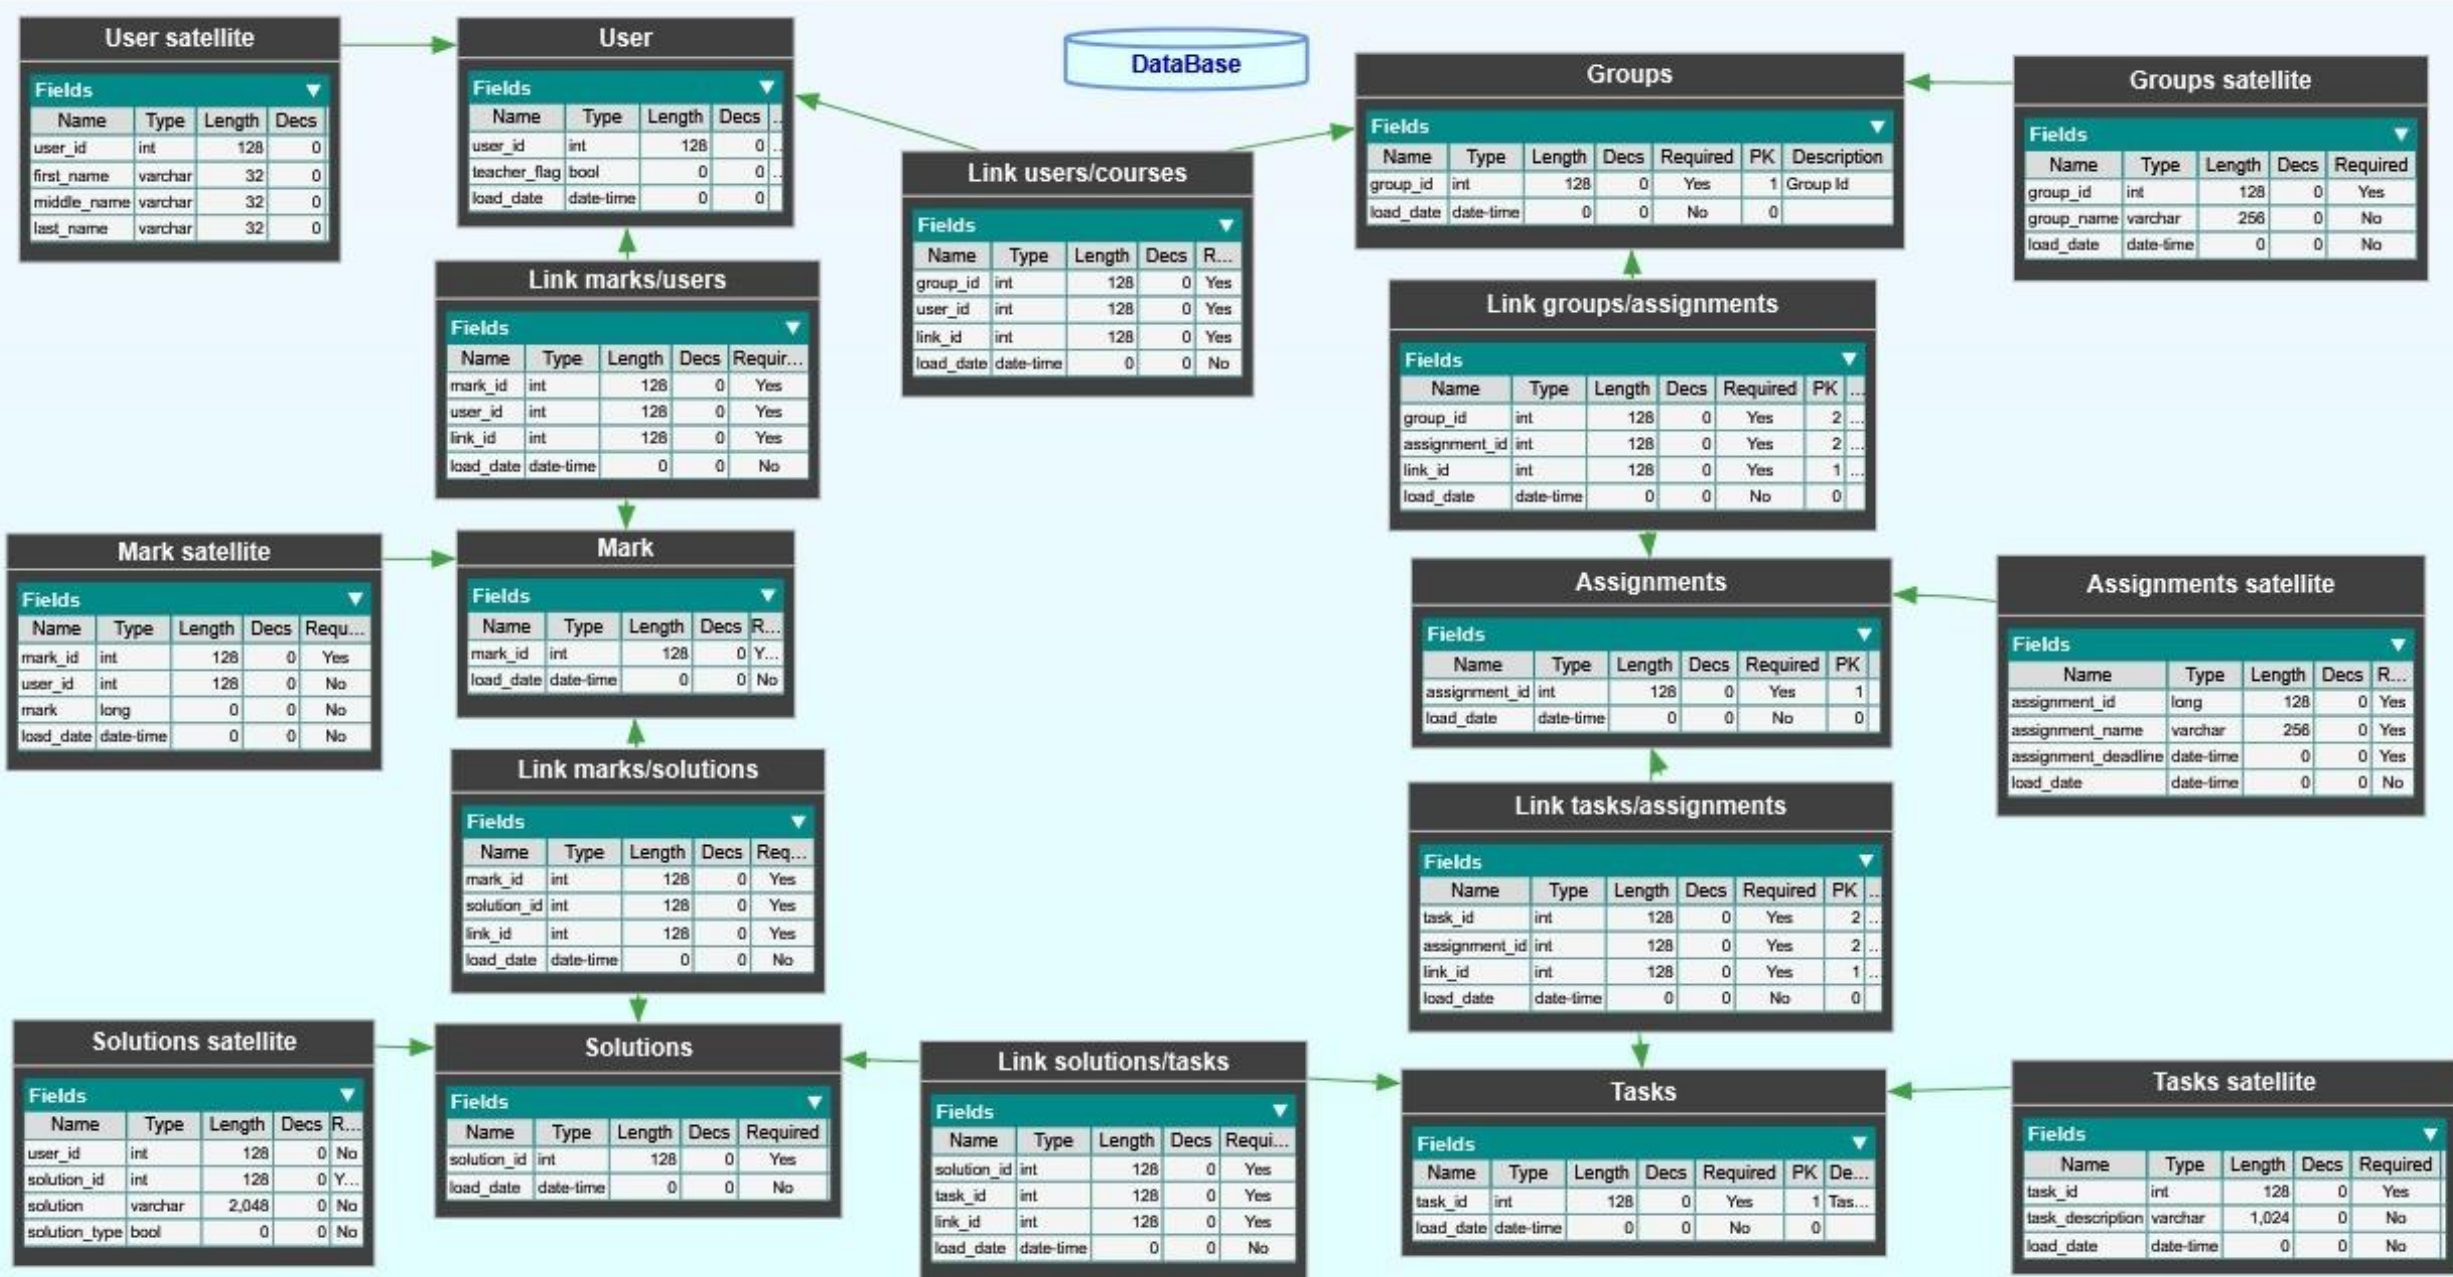 User satellite
Fields
Name Type Length Decs
user_id int 128 0
first_name varchar 32 0
middle_name varchar 32 0
last_name varchar 32 0
User
Fields
Name Type Length Decs ..
user_id int 128 0 ..
teacher_flag bool 0 0 ..
load_date date-time 0 0
DataBase
Link users/courses
Fields
Name Type Length Decs R...
group_id int 128 0 Yes
user_id int 128 0 Yes
link_id int 128 0 Yes
load_date date-time 0 0 No
Groups
Fields
Name Type Length Decs Required PK Description
group_id int 128 0 Yes 1 Group Id
load_date date-time 0 0 No 0
Groups satellite
Fields
Name Type Length Decs Required
group_id int 128 0 Yes
group_name varchar 256 0 No
load_date date-time 0 0 No
Link marks/users
Fields
Name Type Length Decs Requir...
mark_id int 128 0 Yes
user_id int 128 0 Yes
link_id int 128 0 Yes
load_date date-time 0 0 No
Link groups/assignments
Fields
Name Type Length Decs Required PK ...
group_id int 128 0 Yes 2 ...
assignment_id int 128 0 Yes 2 ...
link_id int 128 0 Yes 1 ...
load_date date-time 0 0 No 0
Mark satellite
Fields
Name Type Length Decs Requ...
mark_id int 128 0 Yes
user_id int 128 0 No
mark long 0 0 No
load_date date-time 0 0 No
Mark
Fields
Name Type Length Decs R...
mark_id int 128 0 Y...
load_date date-time 0 0 No
Assignments
Fields
Name Type Length Decs Required PK
assignment_id int 128 0 Yes 1
load_date date-time 0 0 No 0
Assignments satellite
Fields
Name Type Length Decs R...
assignment_id long 128 0 Yes
assignment_name varchar 256 0 Yes
assignment_deadline date-time 0 0 Yes
load_date date-time 0 0 No
Link marks/solutions
Fields
Name Type Length Decs Req...
mark_id int 128 0 Yes
solution_id int 128 0 Yes
link_id int 128 0 Yes
load_date date-time 0 0 No
Link tasks/assignments
Fields
Name Type Length Decs Required PK ..
task_id int 128 0 Yes 2 ..
assignment_id int 128 0 Yes 2 ..
link_id int 128 0 Yes 1 ..
load_date date-time 0 0 No 0
Solutions satellite
Fields
Name Type Length Decs R...
user_id int 128 0 No
solution_id int 128 0 Y...
solution varchar 2,048 0 No
solution_type bool 0 0 No
Solutions
Fields
Name Type Length Decs Required
solution_id int 128 0 Yes
load_date date-time 0 0 No
Link solutions/tasks
Fields
Name Type Length Decs Requi...
solution_id int 128 0 Yes
task_id int 128 0 Yes
link_id int 128 0 Yes
load_date date-time 0 0 No
Tasks
Fields
Name Type Length Decs Required PK De...
task_id int 128 0 Yes 1 Tas...
load_date date-time 0 0 No 0
Tasks satellite
Fields
Name Type Length Decs Required
task_id int 128 0 Yes
task_description varchar 1,024 0 No
load_date date-time 0 0 No